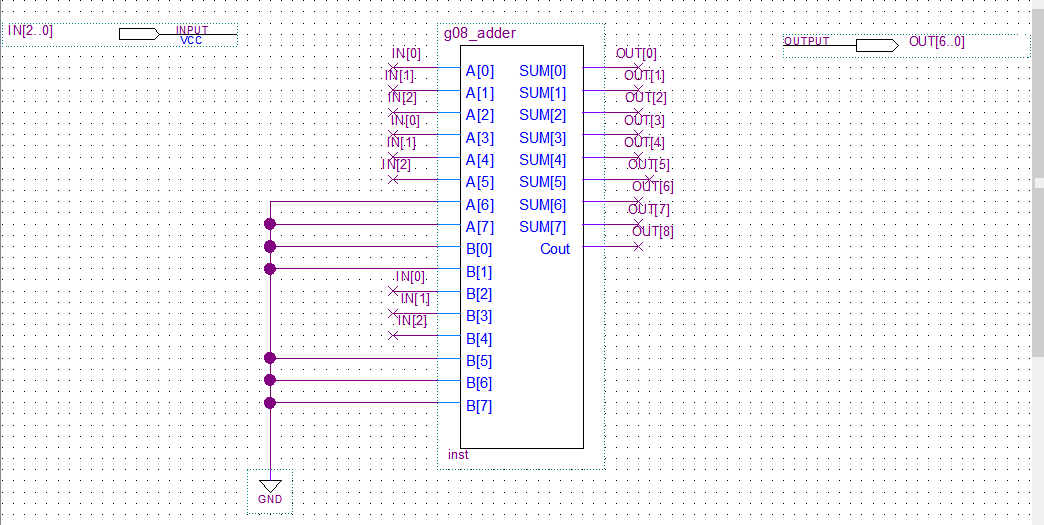 IN[2..0]
INPUT
VCC
g08_adder
OUTPUT
OUT[6..0]
IN[0]
A[0]
SUM[0]
OUT[0]
IN[1]
A[1]
SUM[1]
OUT[1]
IN[2]
A[2]
SUM[2]
OUT[2]
IN[0]
A[3]
SUM[3]
OUT[3]
IN[1]
A[4]
SUM[4]
OUT[4]
IN[2]
A[5]
SUM[5]
OUT[5]
A[6]
SUM[6]
OUT[6]
A[7]
SUM[7]
OUT[7]
B[0]
Cout
OUT[8]
B[1]
IN[0]
B[2]
IN[1]
B[3]
IN[2]
B[4]
B[5]
B[6]
B[7]
inst
GND